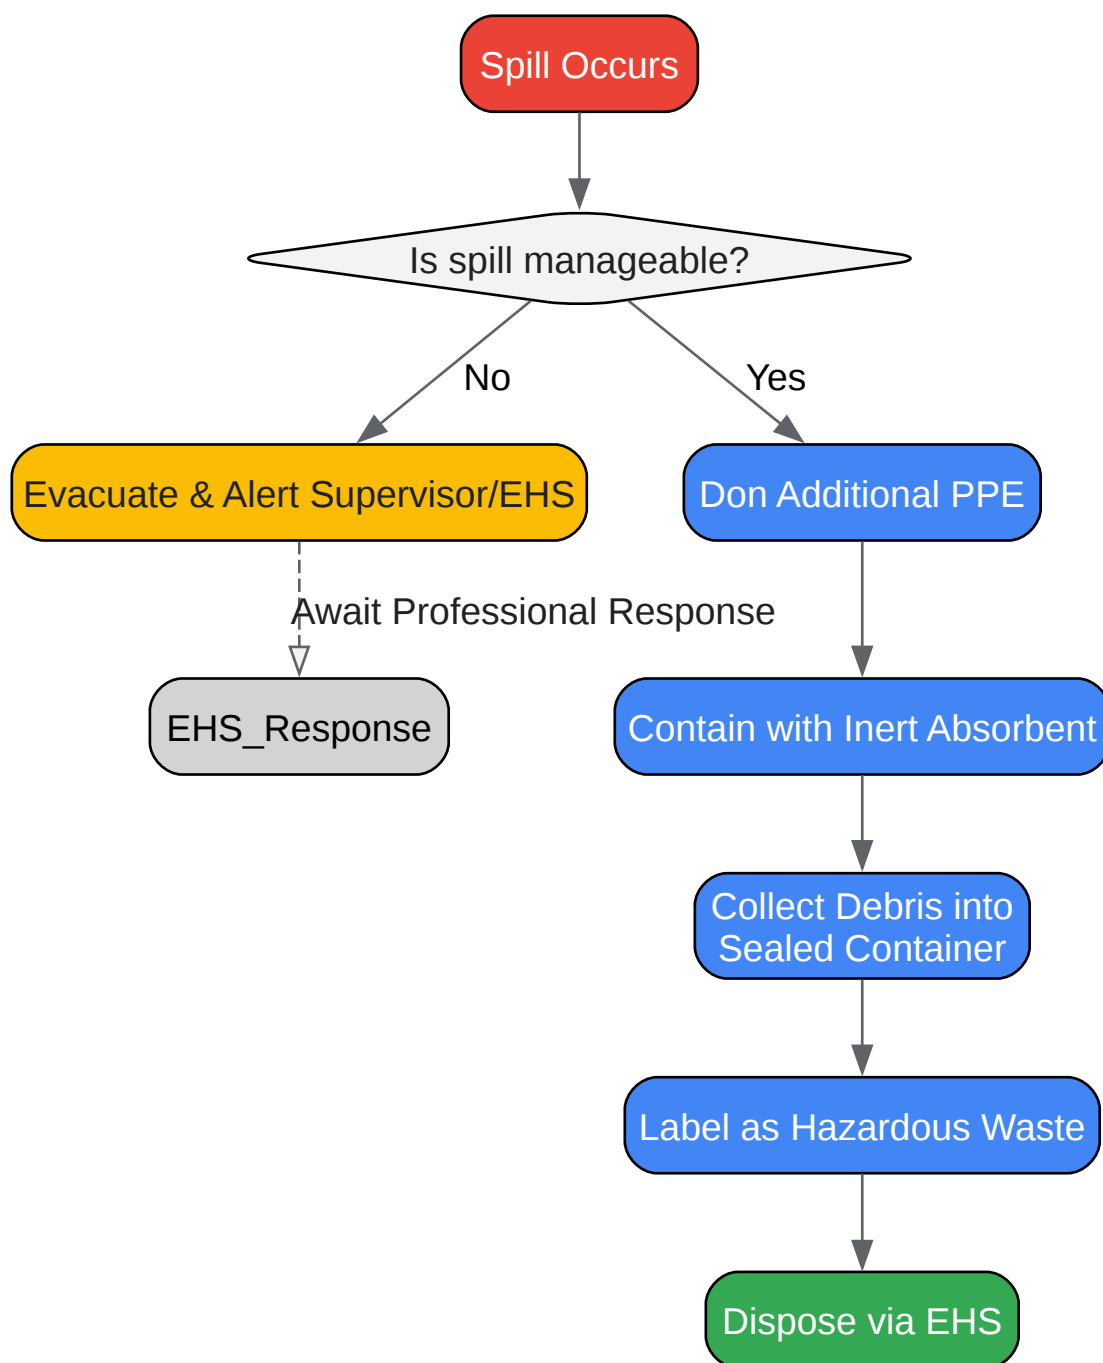 Spill Occurs
Is spill manageable?
No
Yes
Evacuate & Alert Supervisor/EHS
Don Additional PPE
Await Professional Response
EHS_Response
Contain with Inert Absorbent
Collect Debris into
Sealed Container
Label as Hazardous Waste
Dispose via EHS